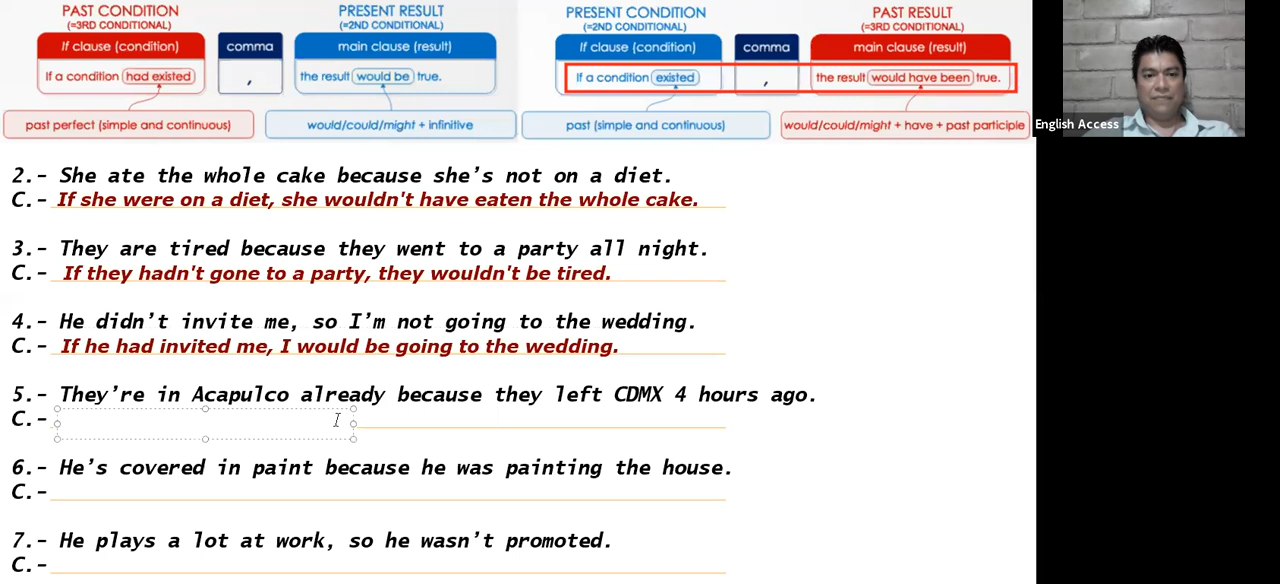 PAST CONDITION
(=3RD CONDITIONAL)
PRESENT RESULT
(=2ND CONDITIONAL)
If clause (condition)
comma
main clause (result)
If a condition had existed
,
the result would be true.
past perfect (simple and continuous)
would/could/might + infinitive
PRESENT CONDITION
(=2ND CONDITIONAL)
PAST RESULT
(=3RD CONDITIONAL)
If clause (condition)
comma
main clause (result)
If a condition existed
,
the result would have been true.
past (simple and continuous)
would/could/might + have + past participle
English Access
2.- She ate the whole cake because she's not on a diet.
C.- If she were on a diet, she wouldn't have eaten the whole cake.
3.- They are tired because they went to a party all night.
C.- If they hadn't gone to a party, they wouldn't be tired.
4.- He didn't invite me, so I'm not going to the wedding.
C.- If he had invited me, I would be going to the wedding.
5.- They're in Acapulco already because they left CDMX 4 hours ago.
C.-
6.- He's covered in paint because he was painting the house.
C.-
7.- He plays a lot at work, so he wasn't promoted.
C.-